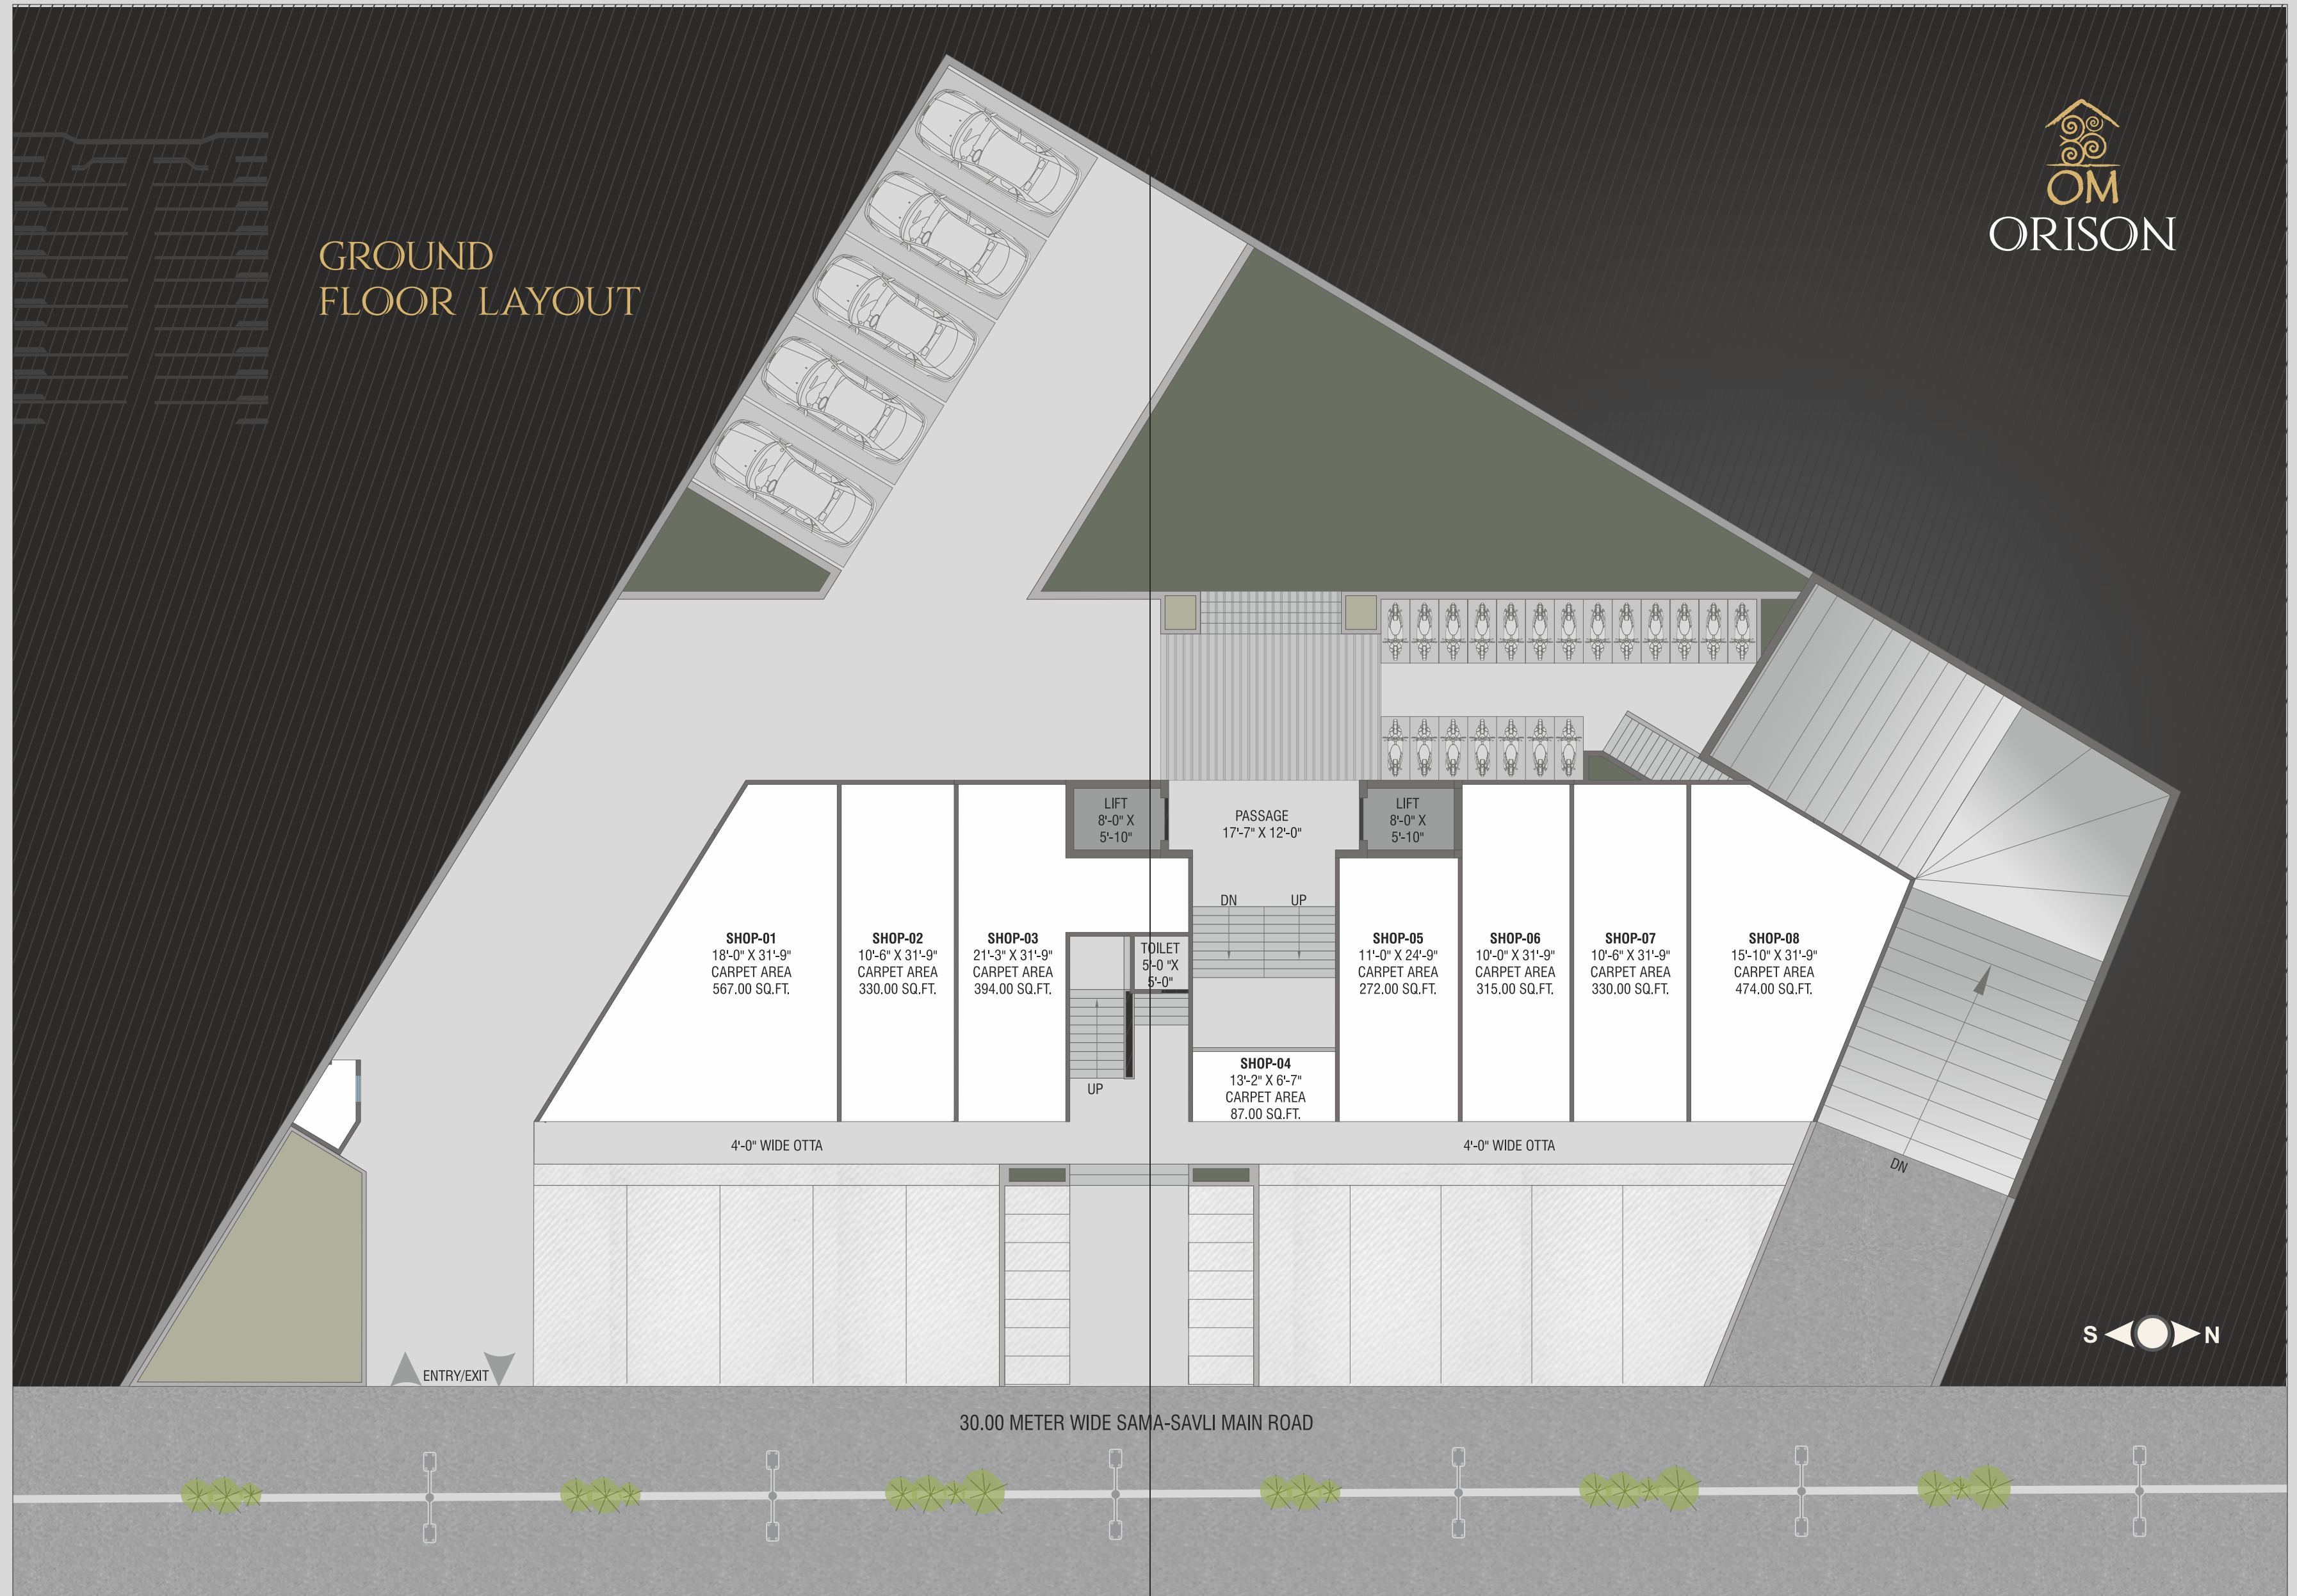 GROUND
FLOOR LAYOUT
OM
ORISON
LIFT
8'-0" X
5'-10"
PASSAGE
17'-7" X 12'-0"
LIFT
8'-0" X
5'-10"
DN
UP
SHOP-01
18'-0" X 31'-9"
CARPET AREA
567.00 SQ.FT.
SHOP-02
10'-6" X 31'-9"
CARPET AREA
330.00 SQ.FT.
SHOP-03
21'-3" X 31'-9"
CARPET AREA
394.00 SQ.FT.
TOILET
5'-0 "X
5'-0"
SHOP-05
11'-0" X 24'-9"
CARPET AREA
272.00 SQ.FT.
SHOP-06
10'-0" X 31'-9"
CARPET AREA
315.00 SQ.FT.
SHOP-07
10'-6" X 31'-9"
CARPET AREA
330.00 SQ.FT.
SHOP-08
15'-10" X 31'-9"
CARPET AREA
474.00 SQ.FT.
UP
SHOP-04
13'-2" X 6'-7"
CARPET AREA
87.00 SQ.FT.
4'-0" WIDE OTTA
4'-0" WIDE OTTA
DN
S N
ENTRY/EXIT
30.00 METER WIDE SAMA-SAVLI MAIN ROAD